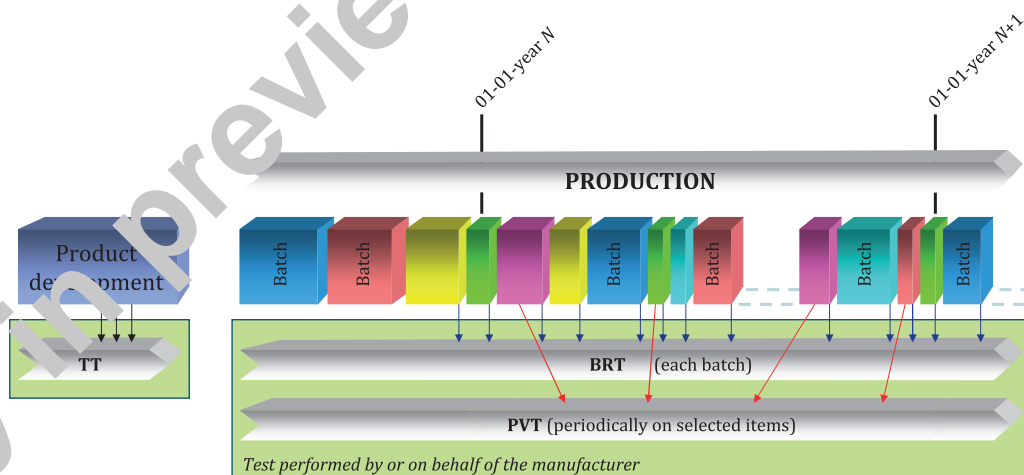 01-01-year N
01-01-year N+1
PRODUCTION
Product
development
Batch
Batch
Batch
Batch
Batch
Batch
TT
BRT (each batch)
PVT (periodically on selected items)
Test performed by or on behalf of the manufacturer